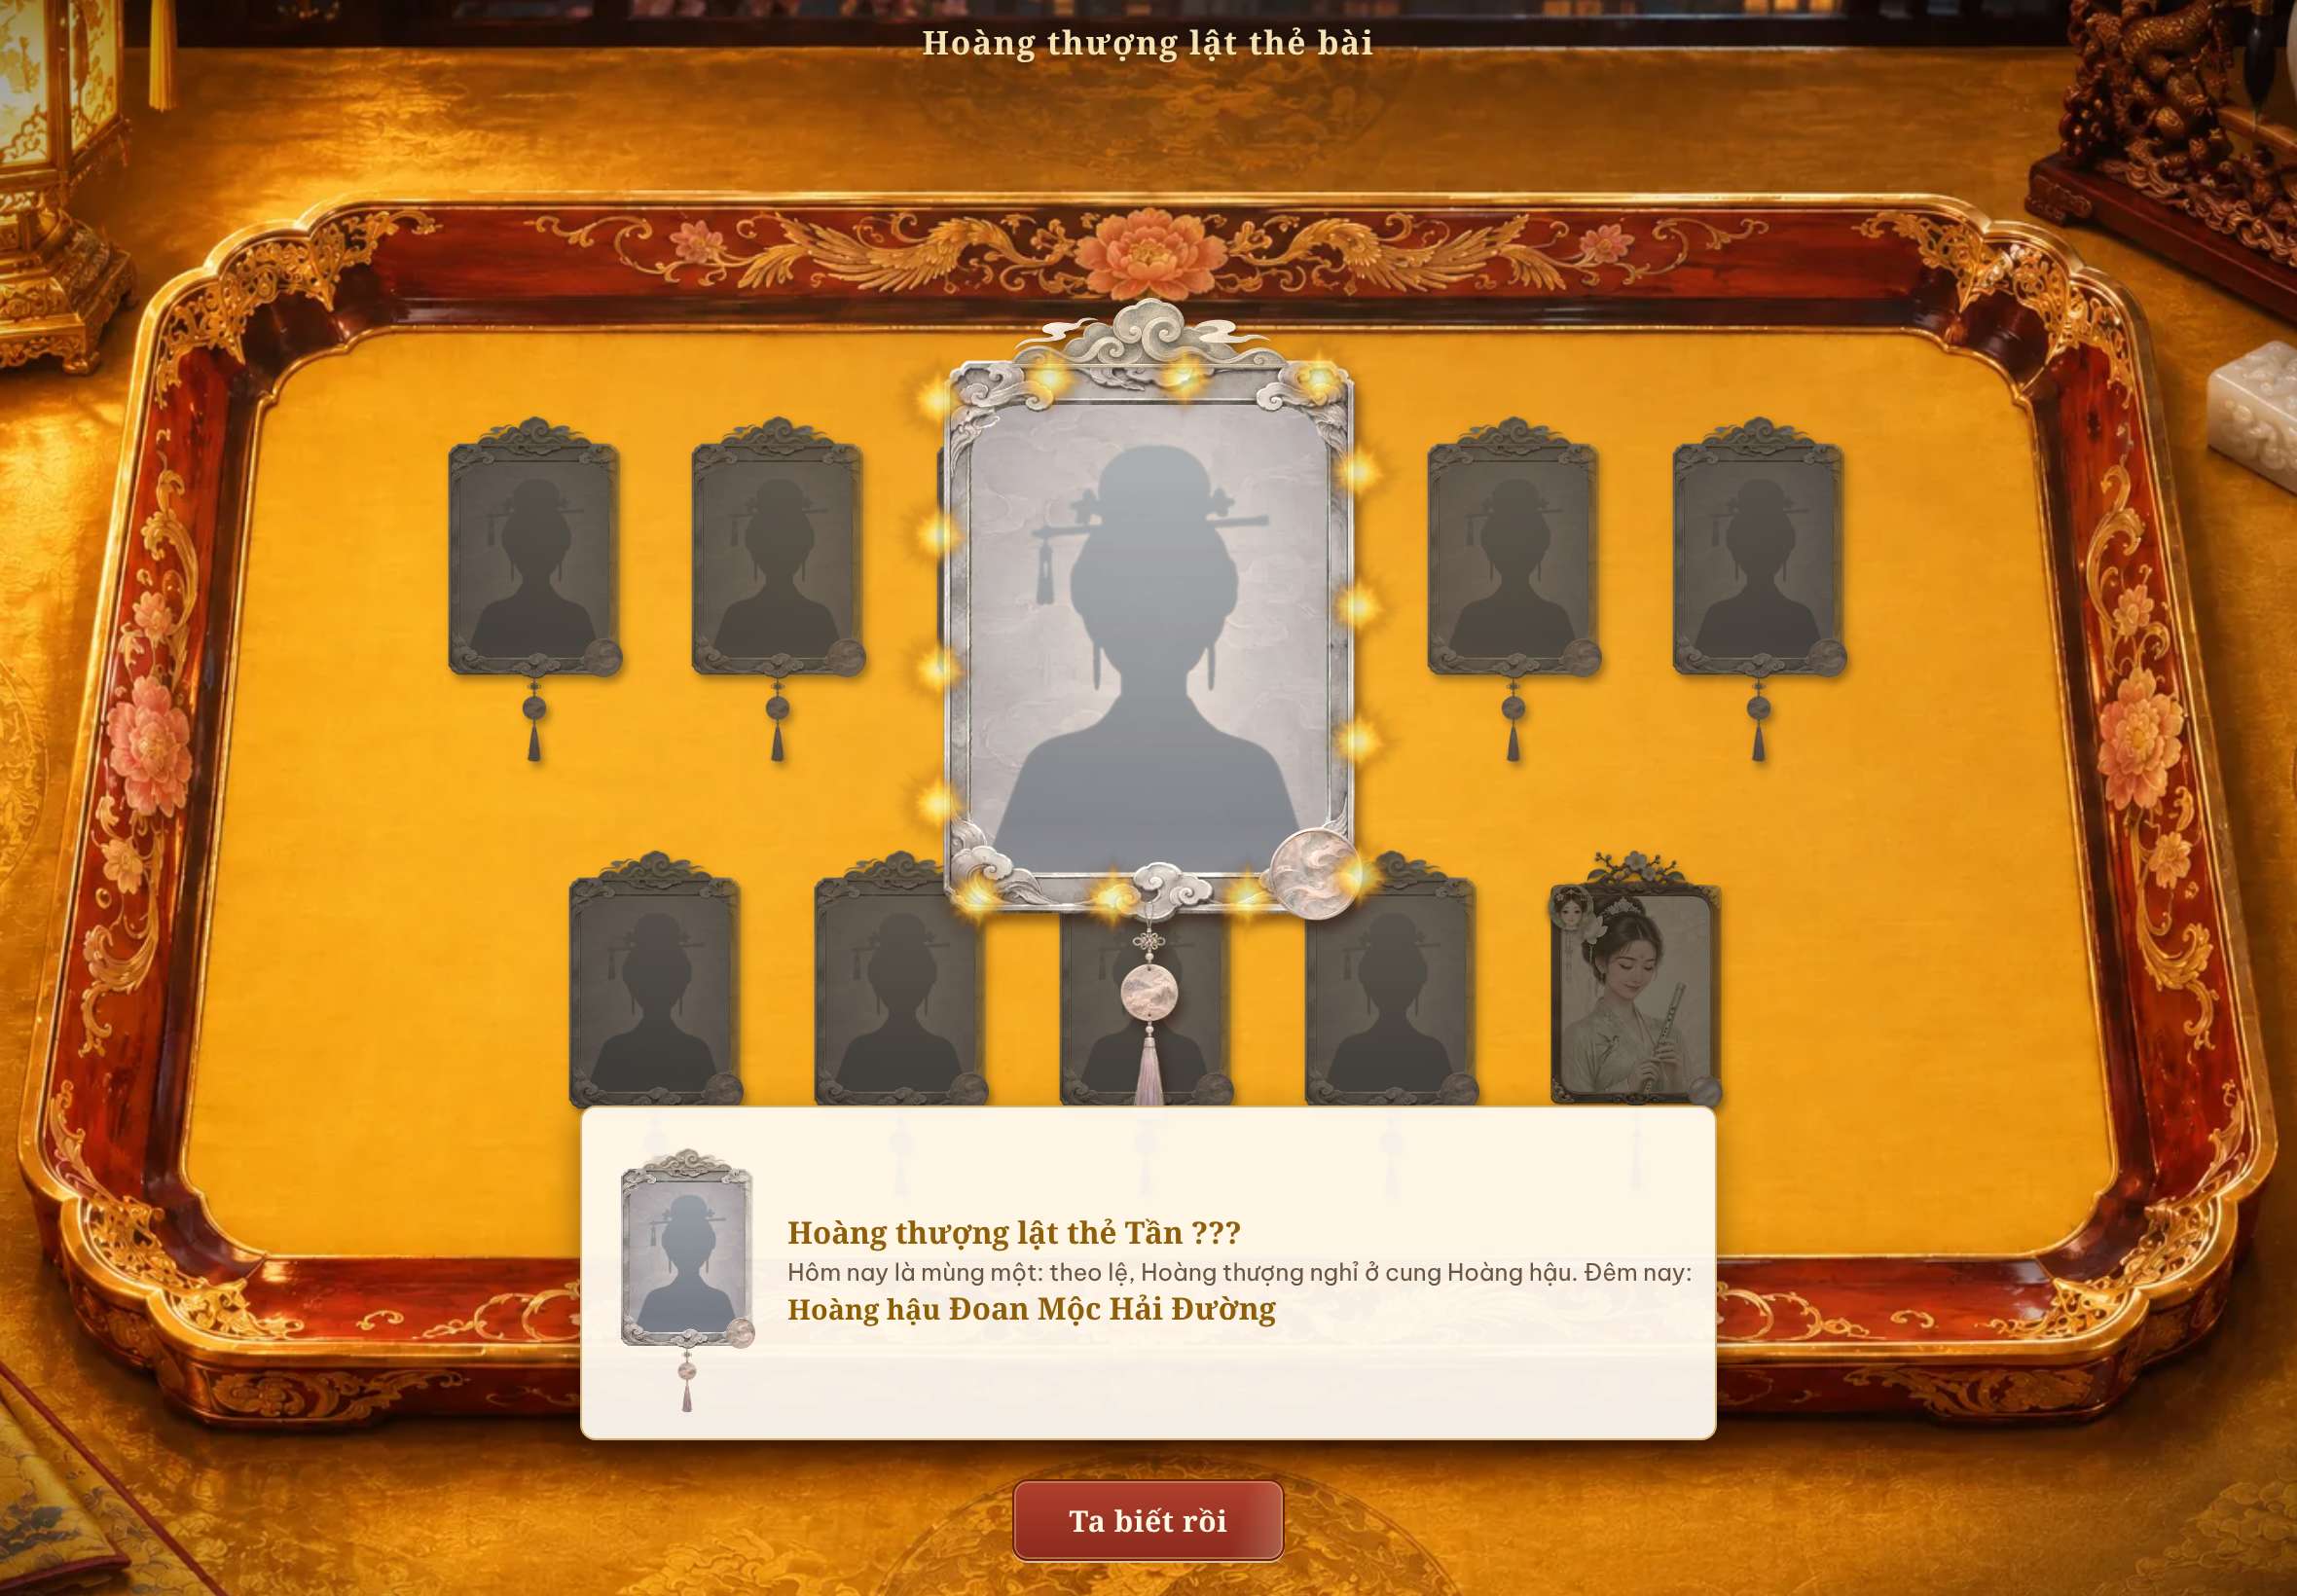 Hoàng thượng lật thẻ bài
Hoàng thượng lật thẻ Tần ???
Hôm nay là mùng một: theo lệ, Hoàng thượng nghỉ ở cung Hoàng hậu. Đêm nay:
Hoàng hậu Đoan Mộc Hải Đường
Ta biết rồi